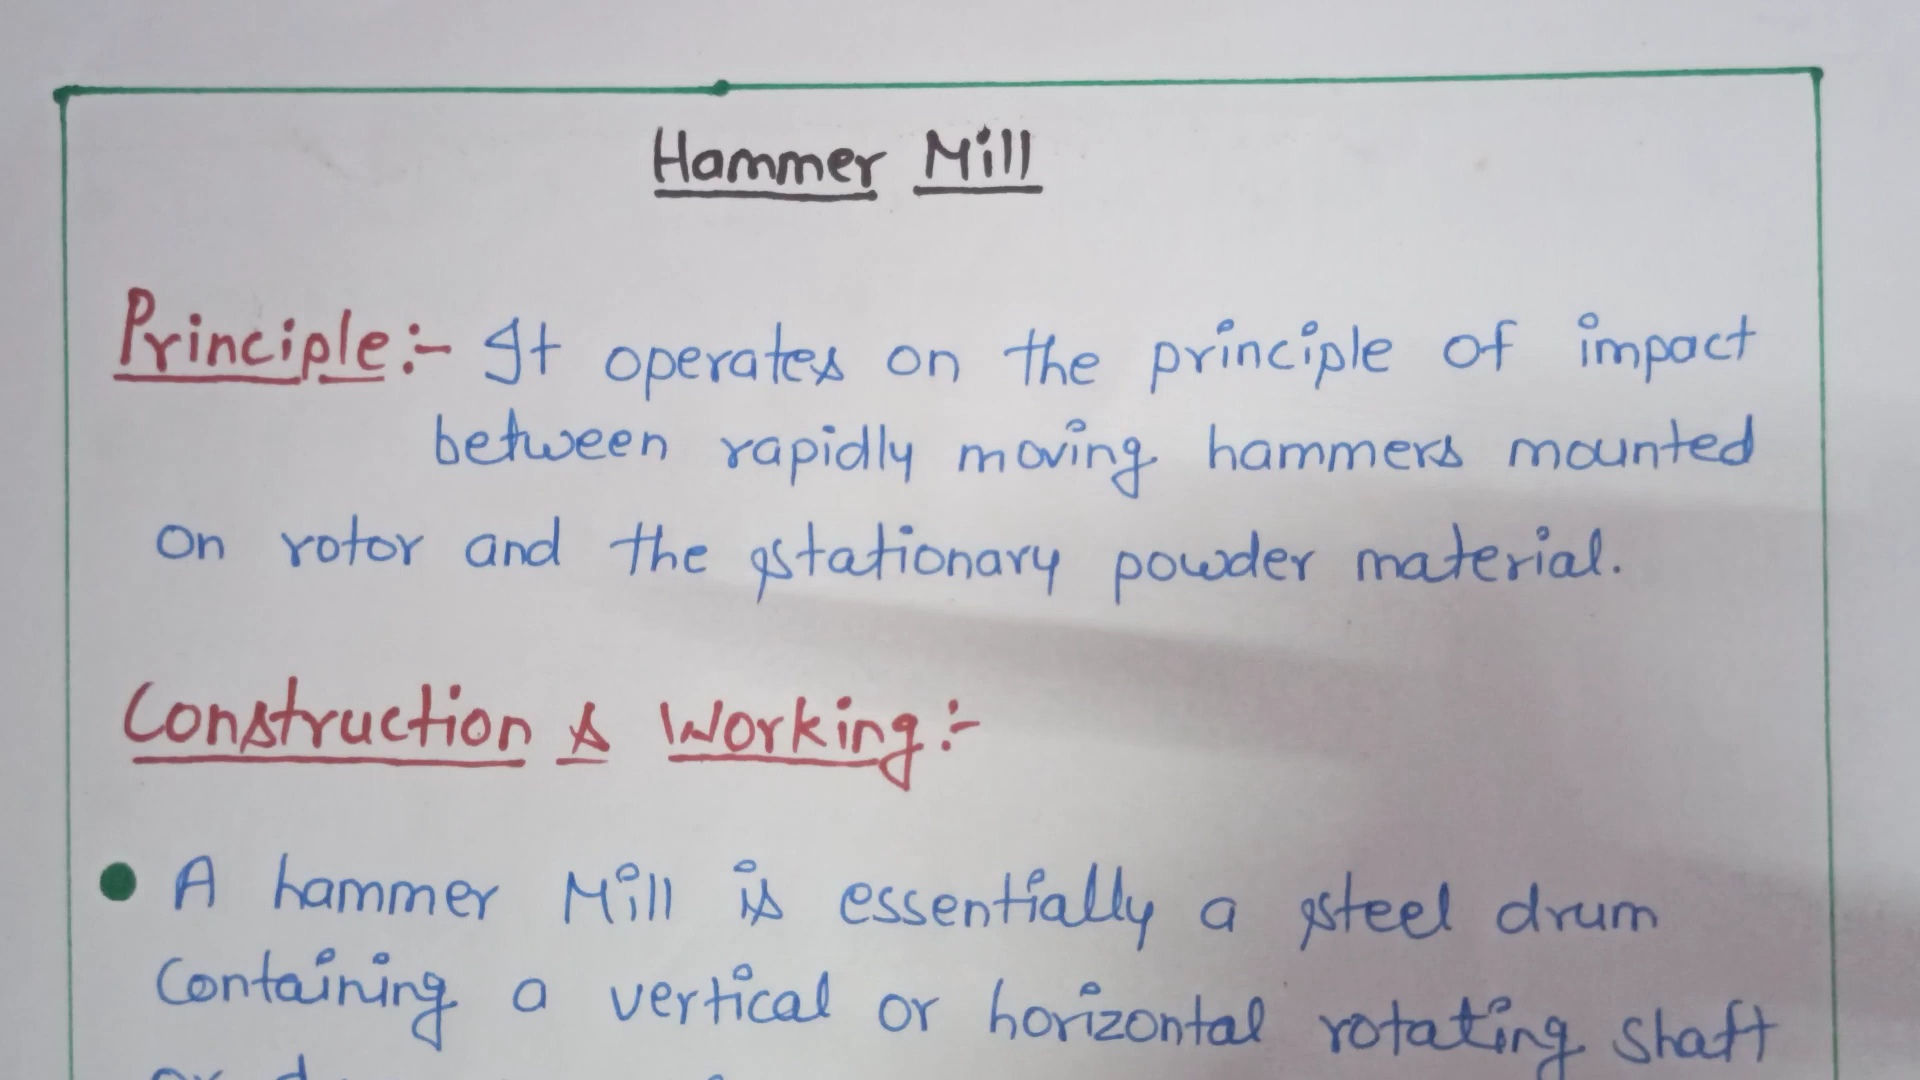 Hammer Mill
Principle:- It operates on the principle of impact
between rapidly moving hammers mounted
on rotor and the stationary powder material.
Construction & Working:-
A hammer Mill is essentially a steel drum
Containing a vertical or horizontal rotating shaft
or